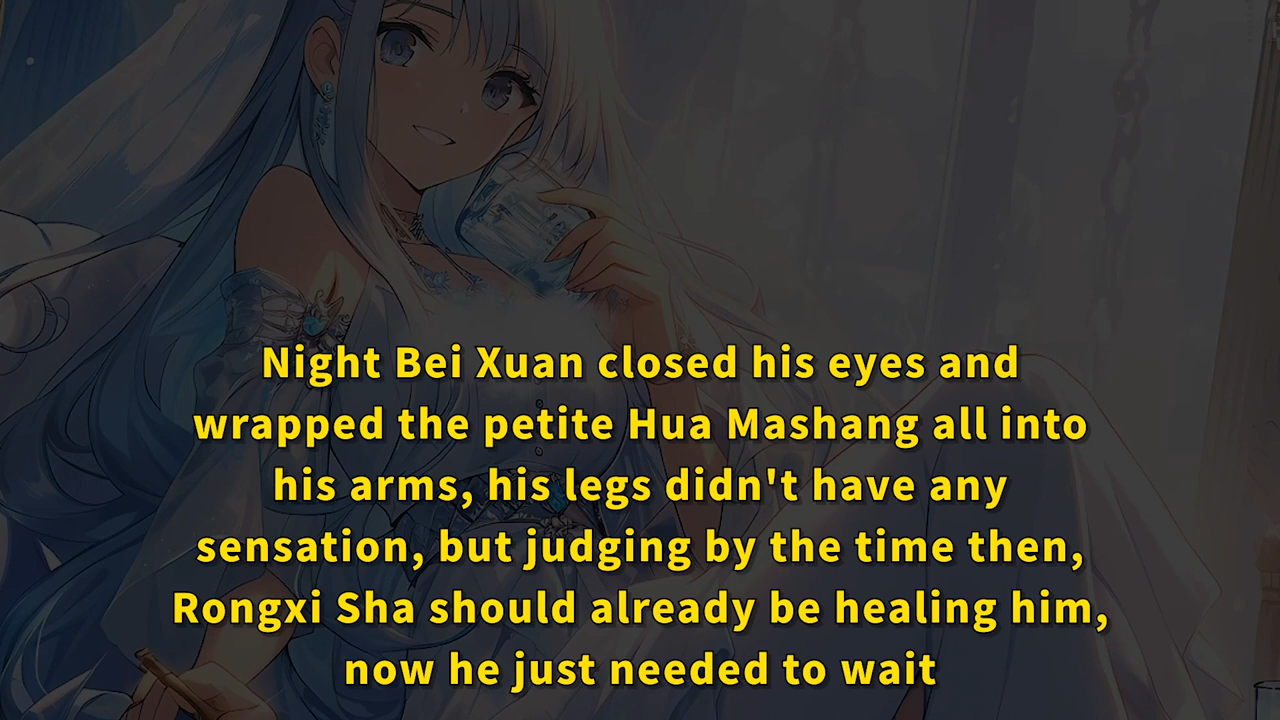 Night Bei Xuan closed his eyes and
wrapped the petite Hua Mashang all into
his arms, his legs didn't have any
sensation, but judging by the time then,
Rongxi Sha should already be healing him,
now he just needed to wait